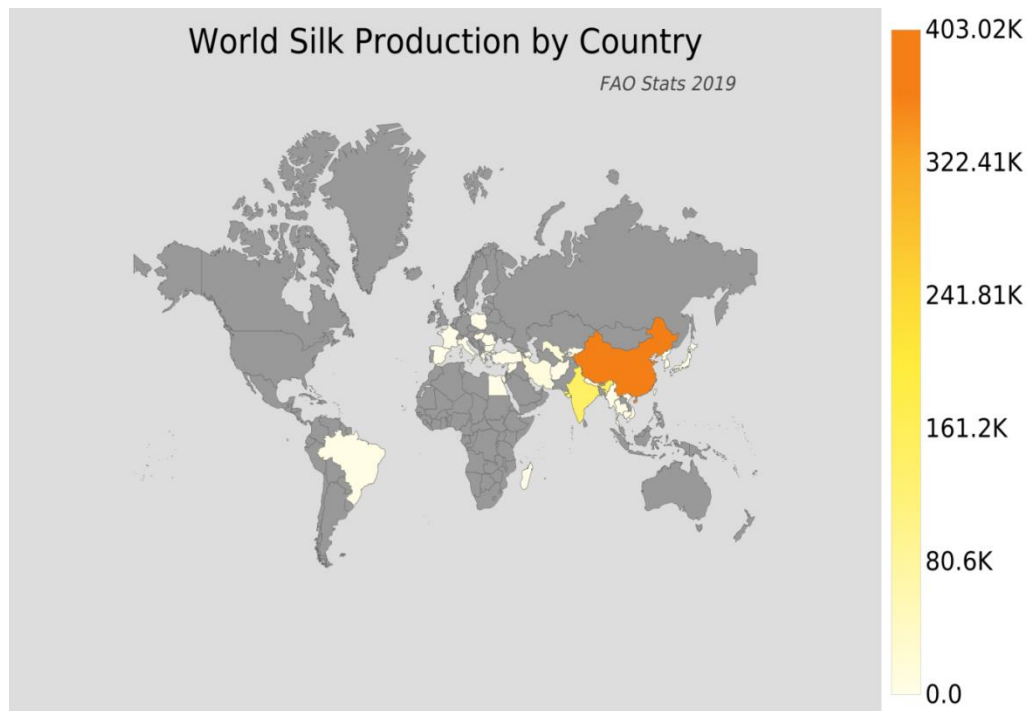 World Silk Production by Country
FAO Stats 2019
403.02K
322.41K
241.81K
161.2K
80.6K
0.0